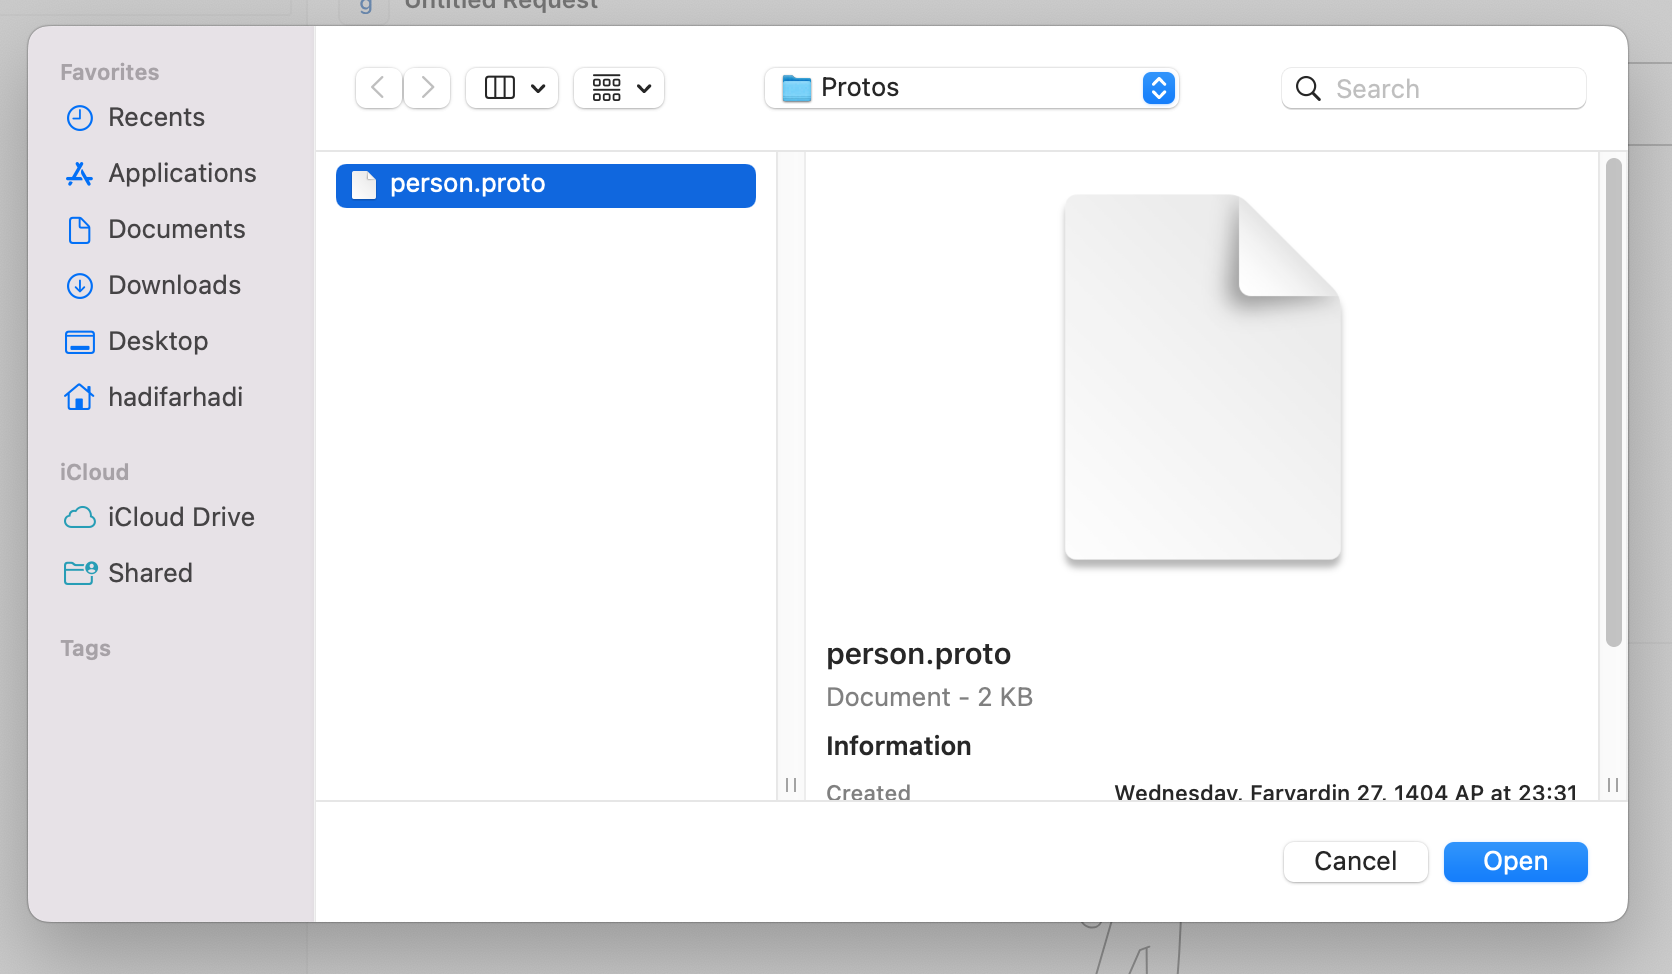 g Untitled Request
Favorites
Recents
Applications
Documents
Downloads
Desktop
hadifarhadi
iCloud
iCloud Drive
Shared
Tags
Protos
Search
person.proto
person.proto
Document - 2 KB
Information
Created Wednesday, Farvardin 27, 1404 AP at 23:31
Cancel Open